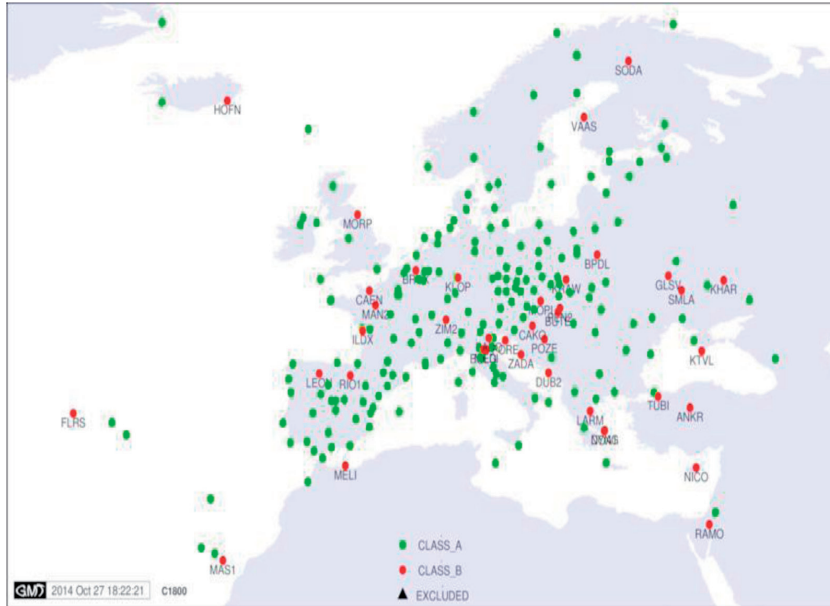 SODA
HOFN
VAAS
MORP
BPDL
KLOP
GLSV
SMLA
KHAR
CAEN
MAN2
ZIM2
ILDX
CAKO
POZE
ZADA
KTVL
LEON
RIO1
DUB2
TUBI
ANKR
LARM
FLRS
MELI
NICO
RAMO
MAS1
CLASS_A
CLASS_B
EXCLUDED
GMT 2014 Oct 27 18:22:21 C1800